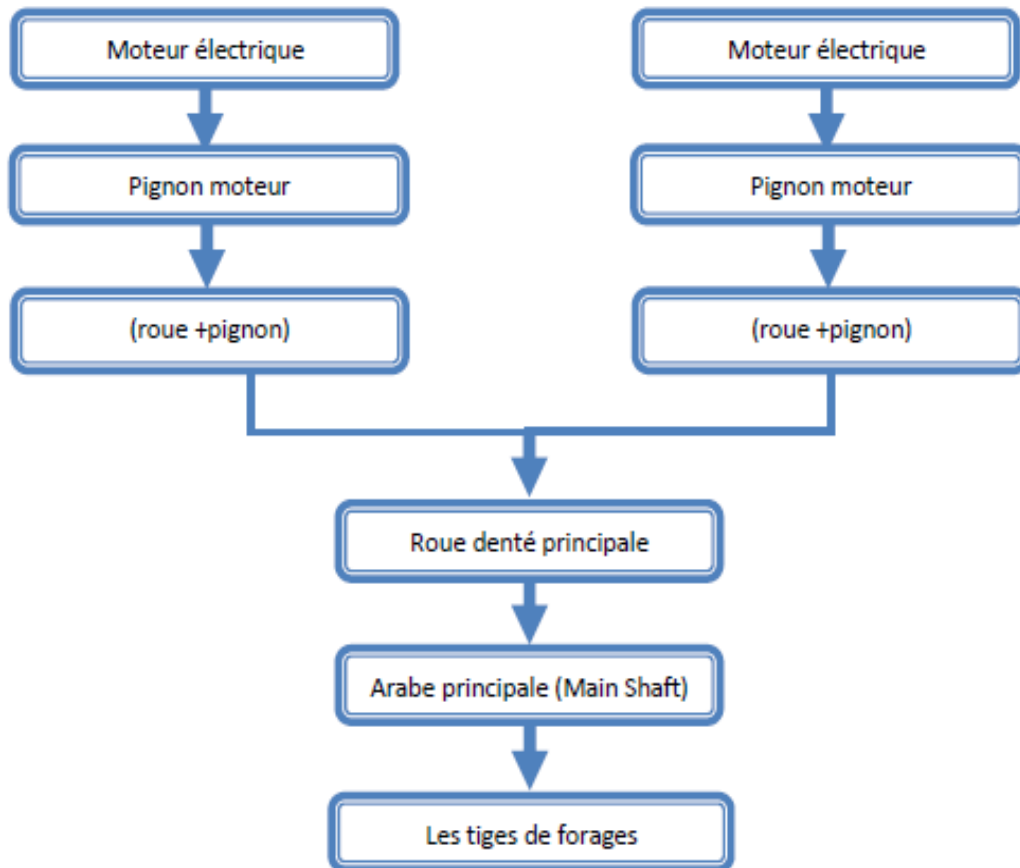 Moteur électrique
Moteur électrique
Pignon moteur
Pignon moteur
(roue +pignon)
(roue +pignon)
Roue denté principale
Arabe principale (Main Shaft)
Les tiges de forages